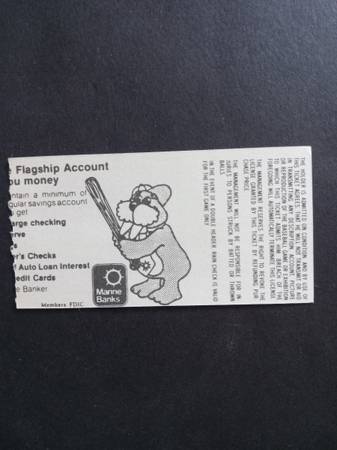 Flagship Account
ou money
ntain a minimum of
gular savings account
get
arge checking
erve
s
er's Checks
Auto Loan Interest
edit Cards
e Banker
Members FDIC
Marine
Banks
THE HOLDER IS ADMITTED ON CONDITION, AND BY USE OF
THIS TICKET AGREES THAT HE WILL NOT TRANSMIT OR AID
IN TRANSMITTING ANY DESCRIPTION, ACCOUNT, PICTURE
OR REPRODUCTION OF THE BASEBALL GAME OR EXHIBITION
TO WHICH THIS TICKET ADMITS HIM. BREACH OF THE
FOREGOING WILL AUTOMATICALLY TERMINATE THIS LICENSE.
THE MANAGEMENT RESERVES THE RIGHT TO REVOKE THE
LICENSE GRANTED BY THIS TICKET BY REFUNDING PUR
CHASE PRICE.
THE MANAGEMENT WILL NOT BE RESPONSIBLE FOR IN
JURIES TO PERSONS STRUCK BY BATTED OR THROWN
BALLS
IN THE EVENT OF A DOUBLE HEADER, RAIN CHECK IS VALID
FOR THE FIRST GAME ONLY